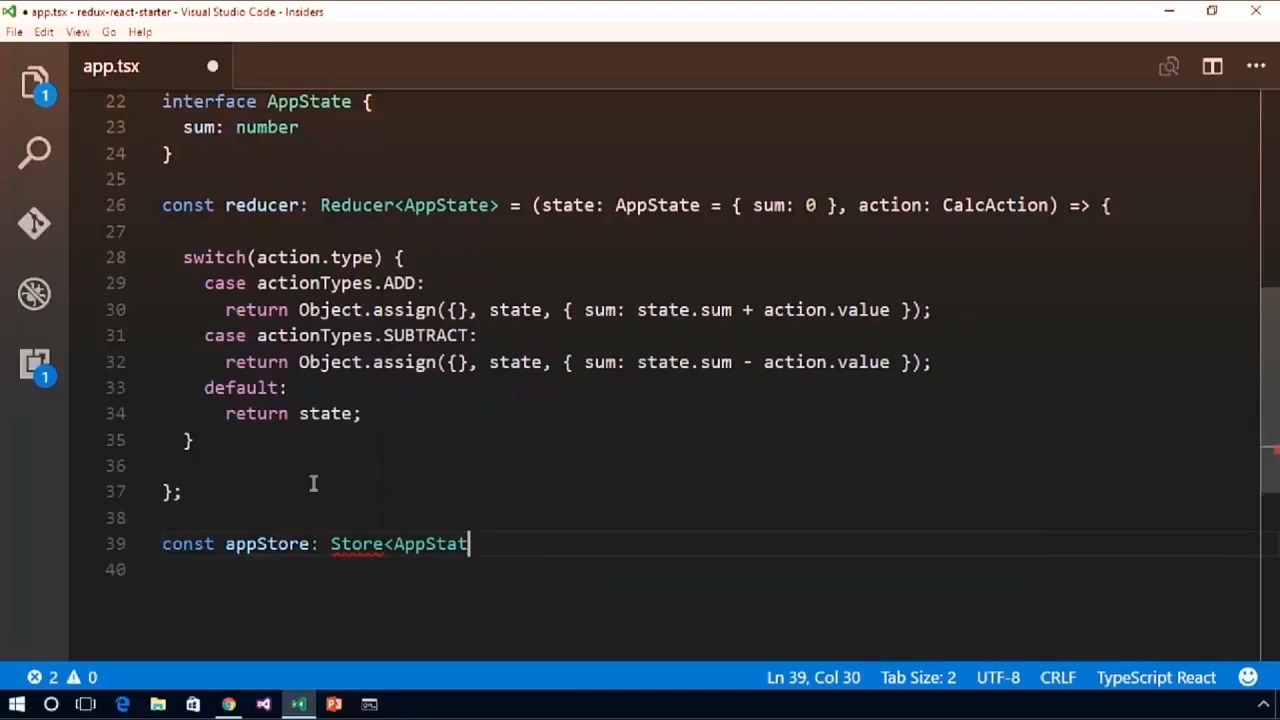 ● app.tsx - redux-react-starter - Visual Studio Code - Insiders
File Edit View Go Help
app.tsx
22 interface AppState {
23 sum: number
24 }
25
26 const reducer: Reducer<AppState> = (state: AppState = { sum: 0 }, action: CalcAction) => {
27
28 switch(action.type) {
29 case actionTypes.ADD:
30 return Object.assign({}, state, { sum: state.sum + action.value });
31 case actionTypes.SUBTRACT:
32 return Object.assign({}, state, { sum: state.sum - action.value });
33 default:
34 return state;
35 }
36
37 };
38
39 const appStore: Store<AppStat
40
1
1
2 0 Ln 39, Col 30 Tab Size: 2 UTF-8 CRLF TypeScript React